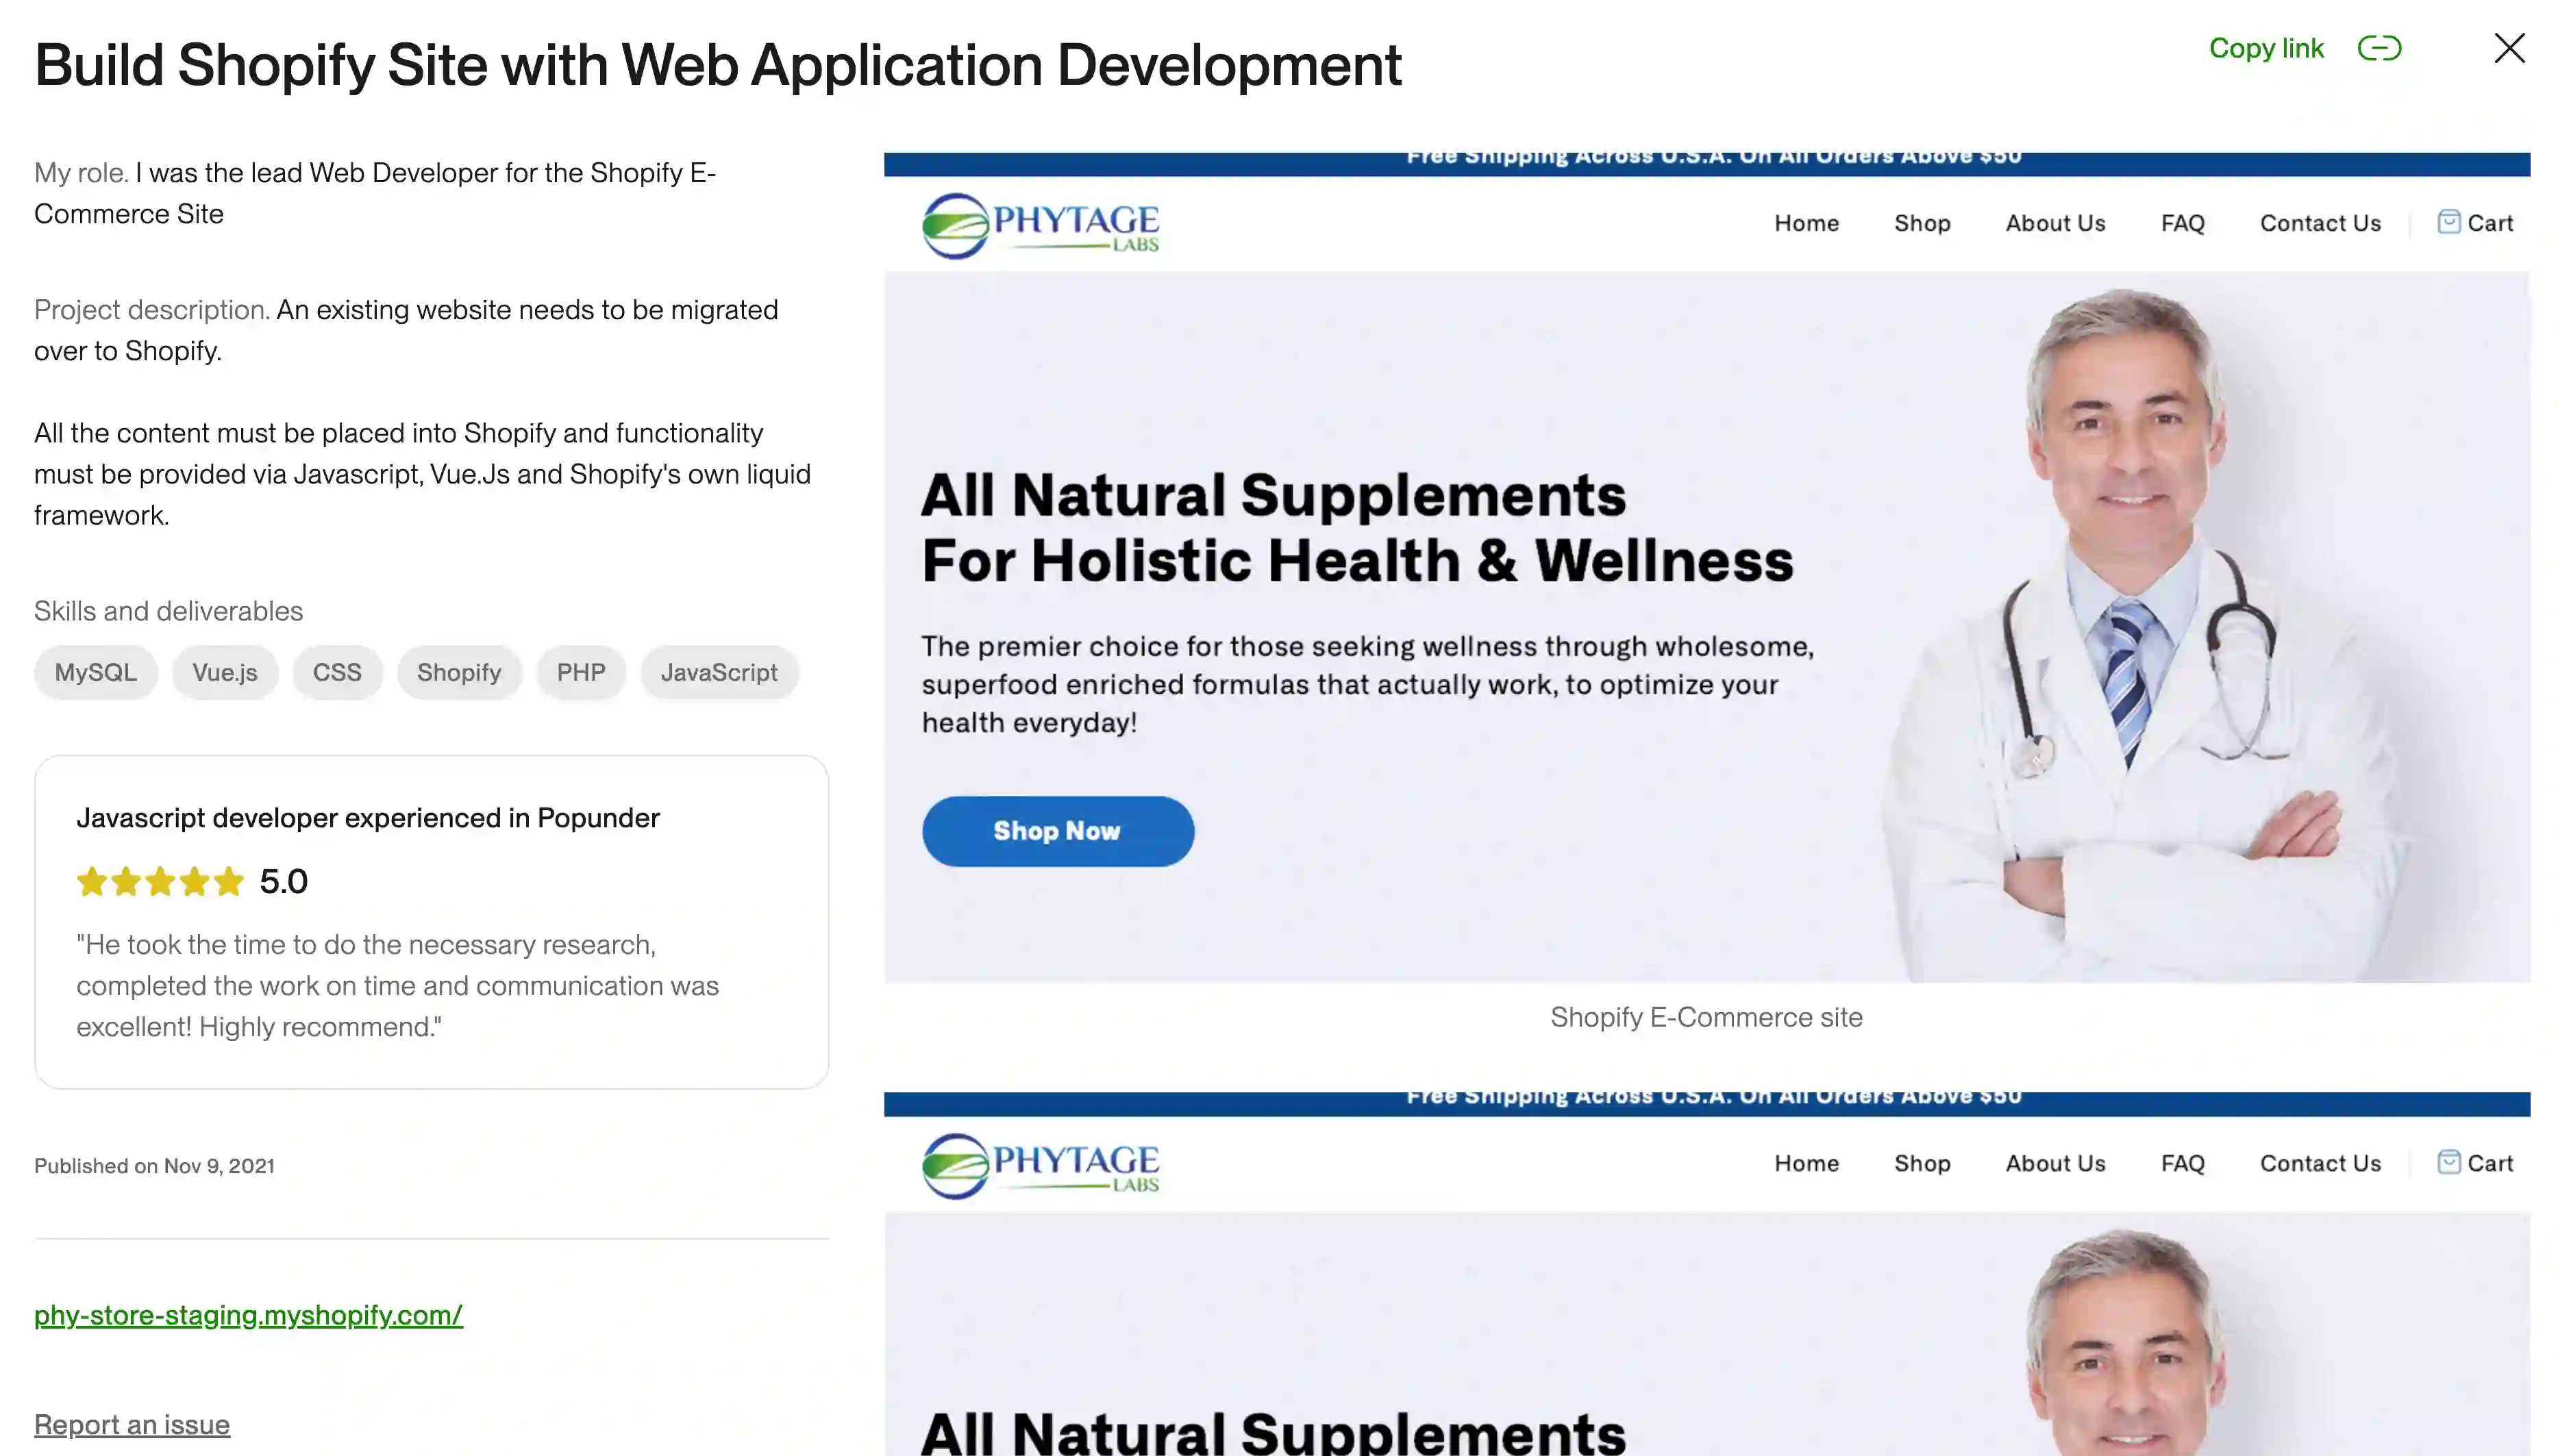 Build Shopify Site with Web Application Development
Copy link
My role. I was the lead Web Developer for the Shopify E-
Commerce Site
Project description. An existing website needs to be migrated
over to Shopify.
All the content must be placed into Shopify and functionality
must be provided via Javascript, Vue.Js and Shopify's own liquid
framework.
Skills and deliverables
MySQL
Vue.js
CSS
Shopify
PHP
JavaScript
Javascript developer experienced in Popunder
5.0
"He took the time to do the necessary research,
completed the work on time and communication was
excellent! Highly recommend."
Published on Nov 9, 2021
phy-store-staging.myshopify.com/
Report an issue
Free Shipping Across U.S.A. On All Orders Above $50
PHYTAGE
LABS
Home
Shop
About Us
FAQ
Contact Us
Cart
All Natural Supplements
For Holistic Health & Wellness
The premier choice for those seeking wellness through wholesome,
superfood enriched formulas that actually work, to optimize your
health everyday!
Shop Now
Shopify E-Commerce site
Free Shipping Across U.S.A. On All Orders Above $50
PHYTAGE
LABS
Home
Shop
About Us
FAQ
Contact Us
Cart
All Natural Supplements